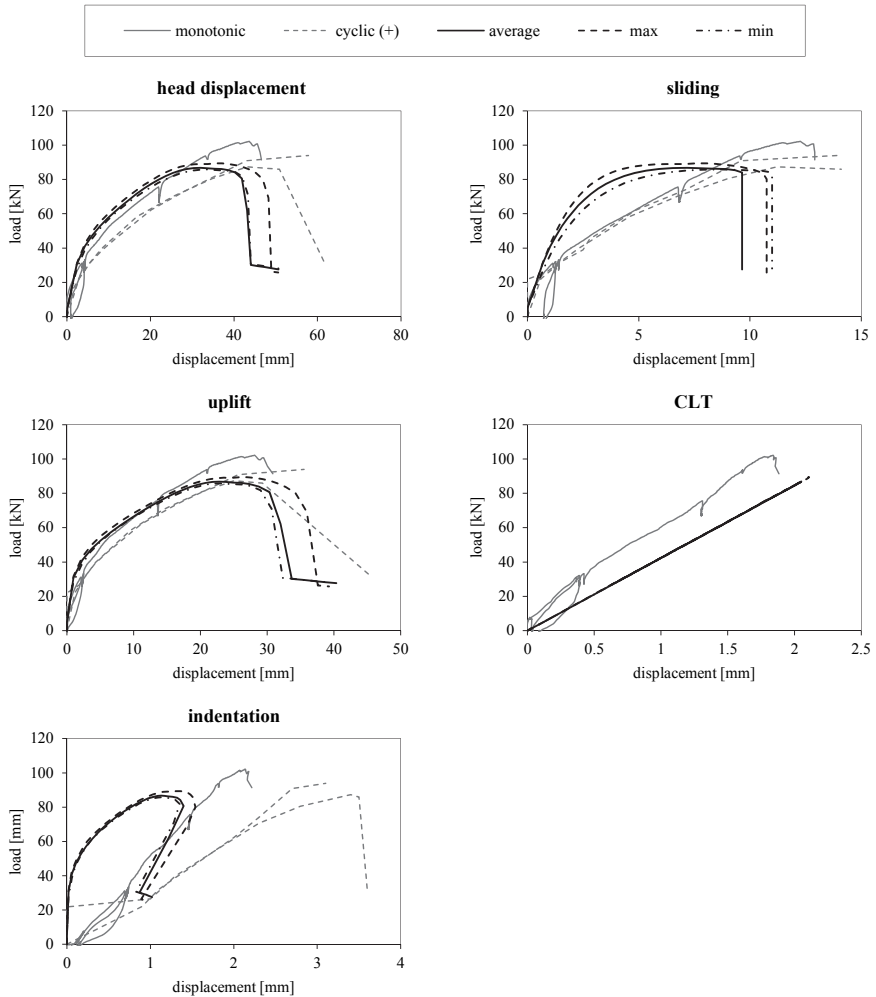 monotonic cyclic (+) average max min
head displacement
120
100
80
60
40
20
0
load [kN]
0 20 40 60 80
displacement [mm]
sliding
120
100
80
60
40
20
0
load [kN]
0 5 10 15
displacement [mm]
uplift
120
100
80
60
40
20
0
load [kN]
0 10 20 30 40 50
displacement [mm]
CLT
120
100
80
60
40
20
0
load [kN]
0 0.5 1 1.5 2 2.5
displacement [mm]
indentation
120
100
80
60
40
20
0
load [mm]
0 1 2 3 4
displacement [mm]